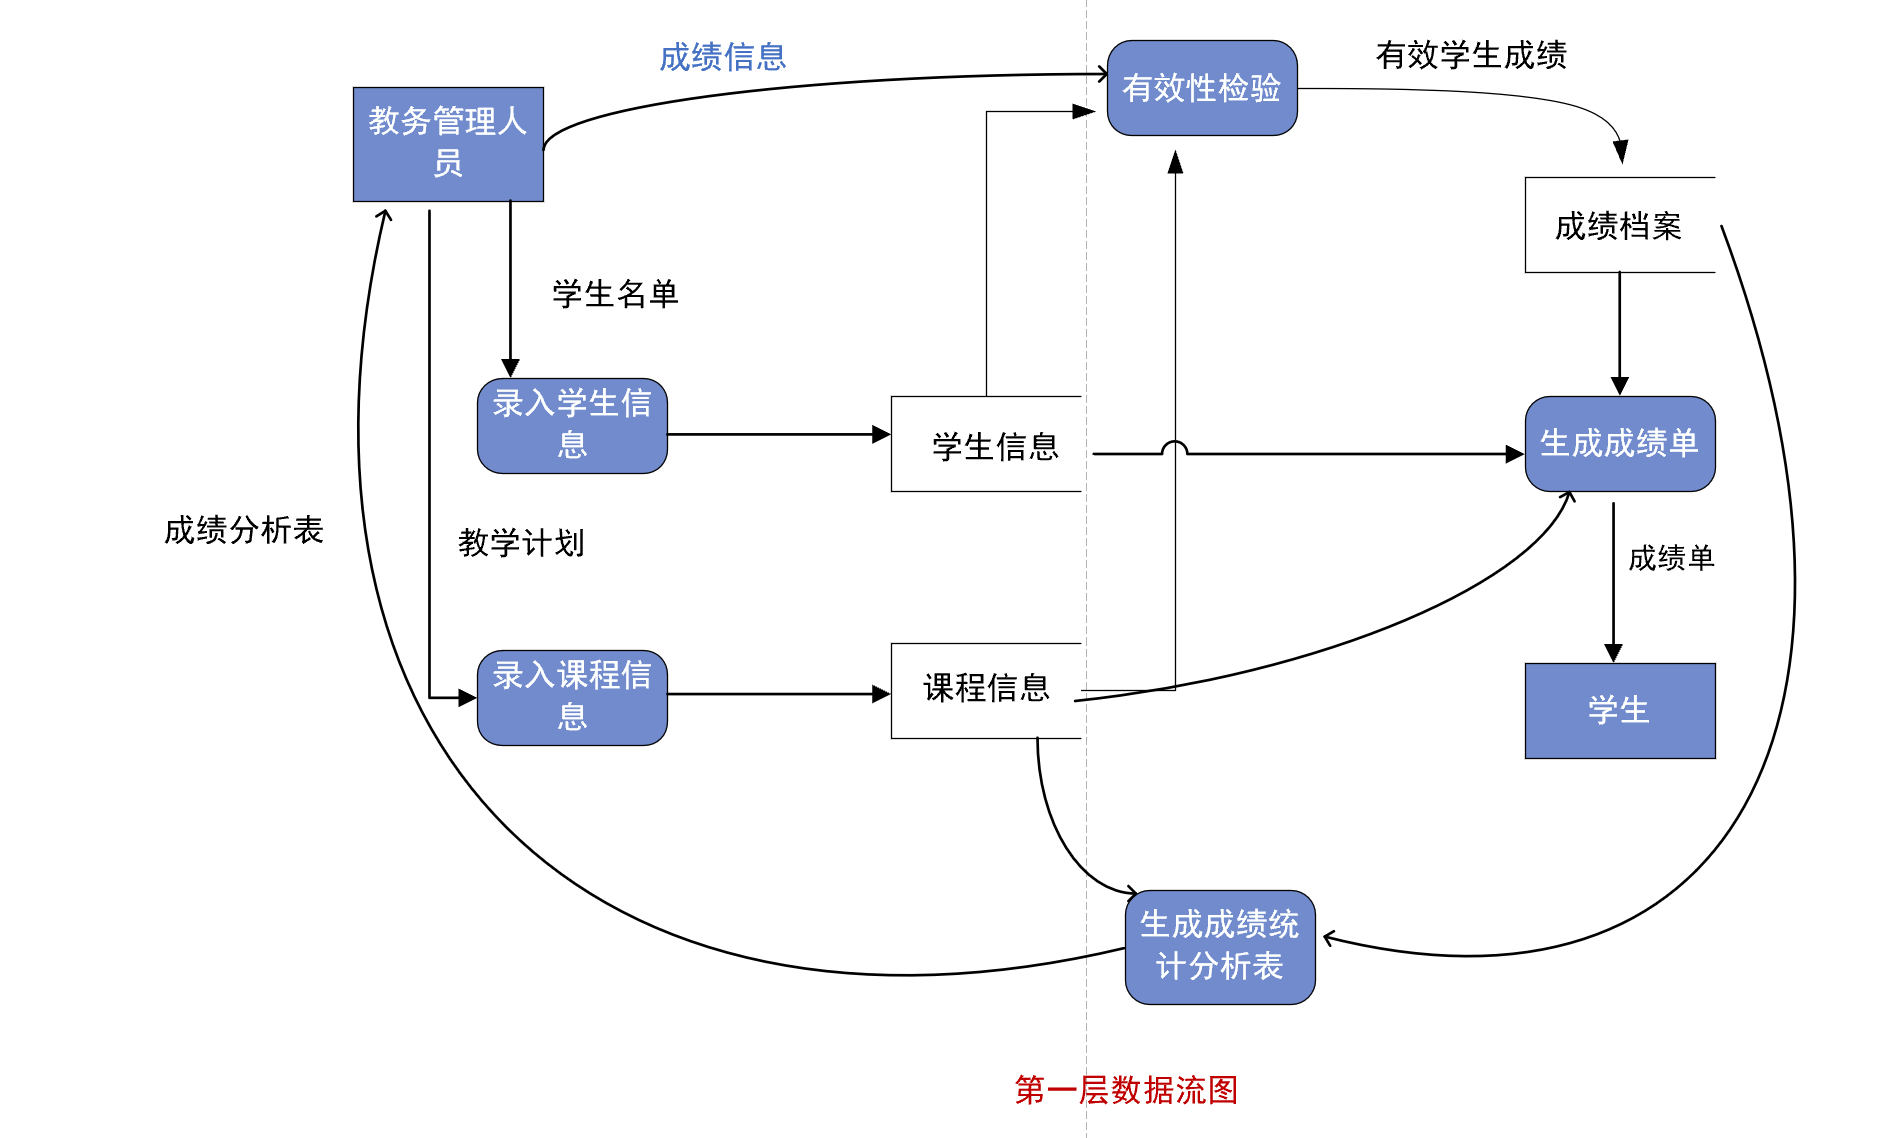 成绩信息
有效性检验
有效学生成绩
教务管理人
员
成绩档案
学生名单
录入学生信
息
学生信息
生成成绩单
成绩分析表
教学计划
成绩单
录入课程信
息
课程信息
学生
生成成绩统
计分析表
第一层数据流图